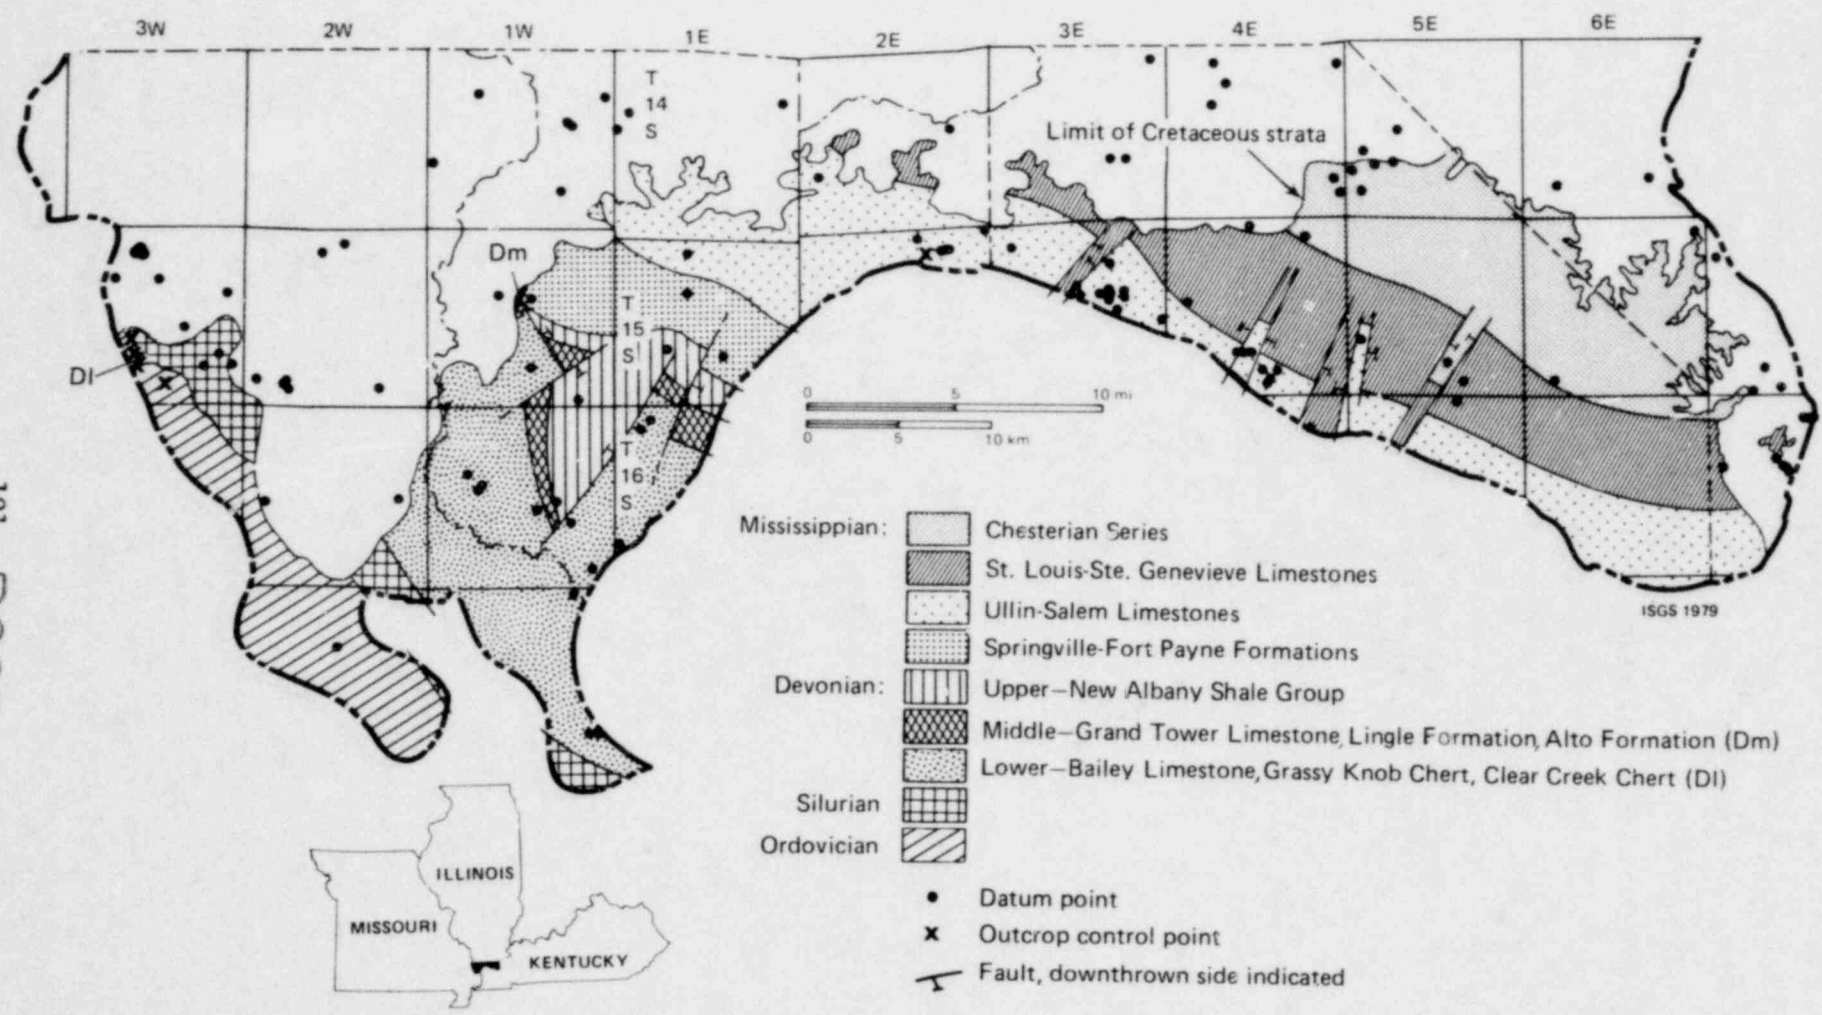 3W 2W 1W 1E 2E 3E 4E 5E 6E
T
14
S
Limit of Cretaceous strata
Dm
T
15
S
Dl
0 5 10 mi
0 5 10 km
T
16
S
Mississippian:
Chesterian Series
St. Louis-Ste. Genevieve Limestones
Ullin-Salem Limestones
ISGS 1979
Springville-Fort Payne Formations
Devonian:
Upper—New Albany Shale Group
Middle—Grand Tower Limestone, Lingle Formation, Alto Formation (Dm)
Lower—Bailey Limestone, Grassy Knob Chert, Clear Creek Chert (Dl)
Silurian
Ordovician
ILLINOIS
MISSOURI
KENTUCKY
Datum point
Outcrop control point
Fault, downthrown side indicated